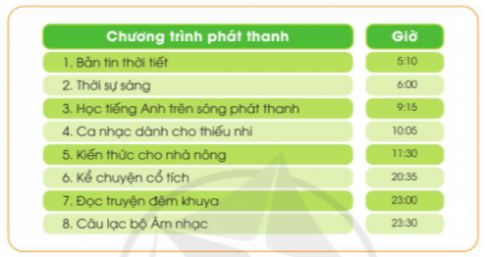 Chương trình phát thanh Giờ
1. Bản tin thời tiết 5:10
2. Thời sự sáng 6:00
3. Học tiếng Anh trên sóng phát thanh 9:15
4. Ca nhạc dành cho thiếu nhi 10:05
5. Kiến thức cho nhà nông 11:30
6. Kể chuyện cổ tích 20:35
7. Đọc truyện đêm khuya 23:00
8. Câu lạc bộ Âm nhạc 23:30